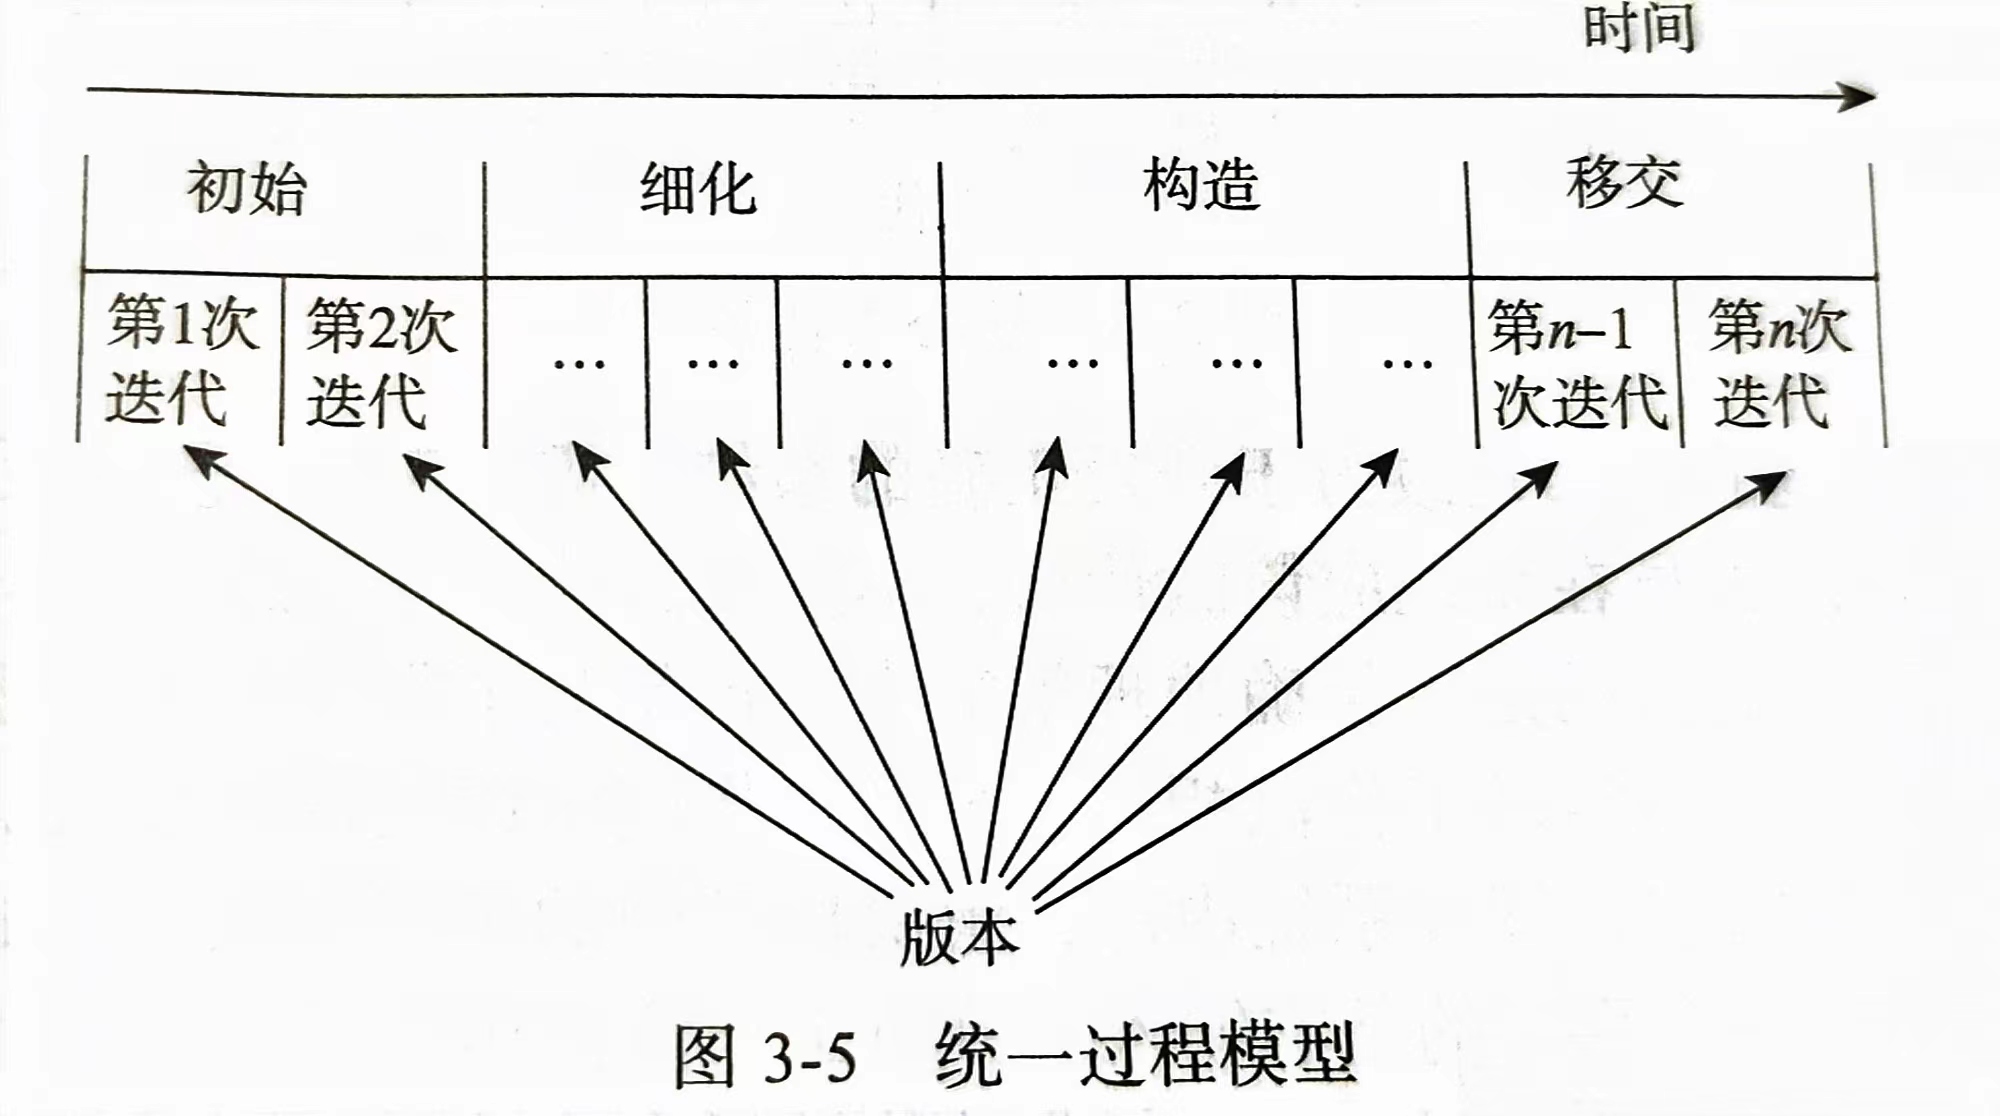 时间
初始 细化 构造 移交
第1次 第2次 第n–1 第n次
迭代 迭代 … … … … … … 次迭代 迭代
版本
图 3-5 统一过程模型